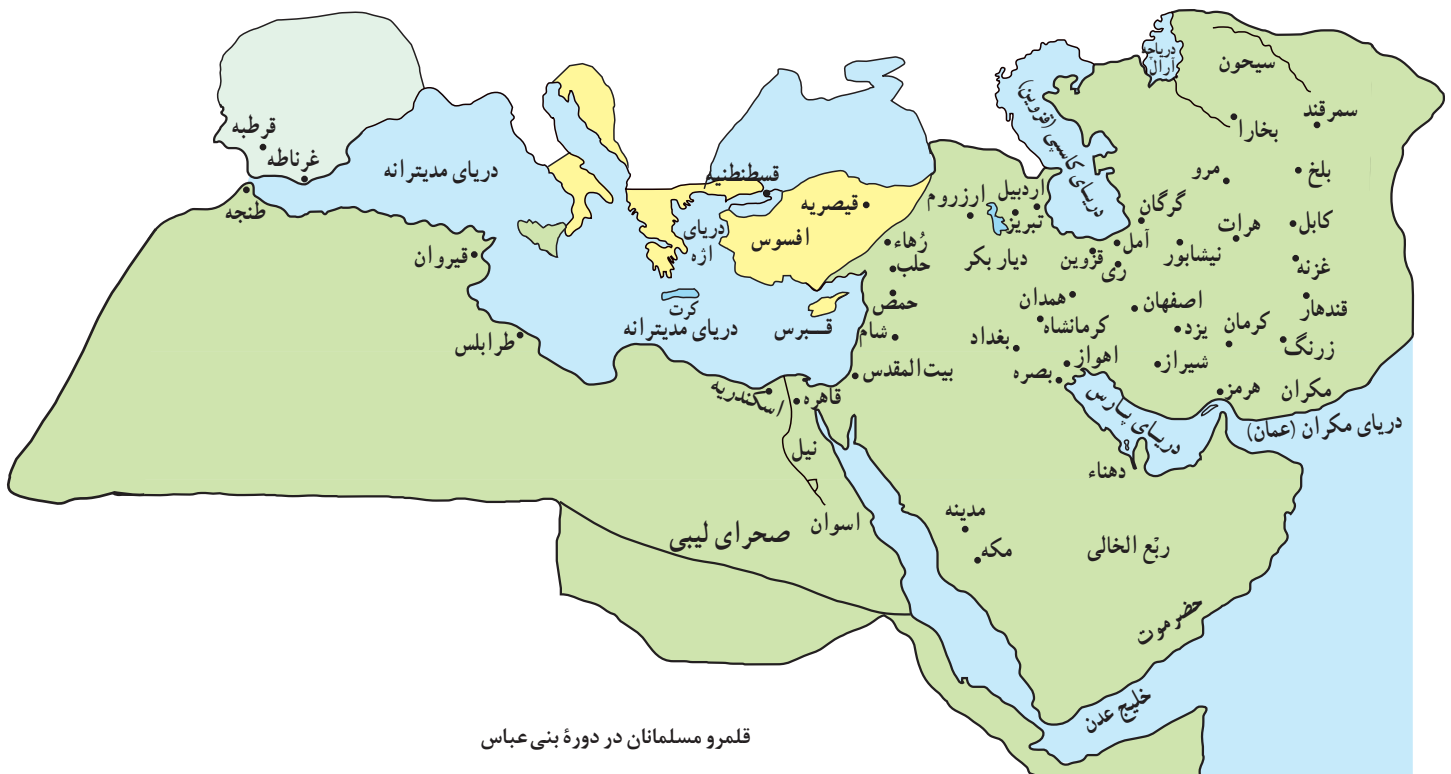 دریاچه
آرال
سیحون
سمرقند
بخارا
دریای کاسپی (قزوین)
قرطبه
غرناطه
طنجه
دریای مدیترانه
قسطنطنیه
قیصریه
افسوس
دریای
اژه
ارزروم
اردبیل
تبریز
گرگان
مرو
بلخ
کابل
هرات
نیشابور
آمل
قزوین
ری
دیار بکر
رُهاء
حلب
غزنه
قیروان
حمص
همدان
اصفهان
قندهار
کرت
دریای مدیترانه
قبرس
شام
کرمانشاه
یزد
کرمان
زرنگ
طرابلس
بغداد
اهواز
شیراز
بیت‌المقدس
بصره
هرمز
مکران
اسکندریه
قاهره
دریای پارس
دریای مکران (عمان)
نیل
دهناء
مدینه
اسوان
صحرای لیبی
مکه
ربْع الخالی
حضرموت
خلیج عدن
قلمرو مسلمانان در دورهٔ بنی‌عباس